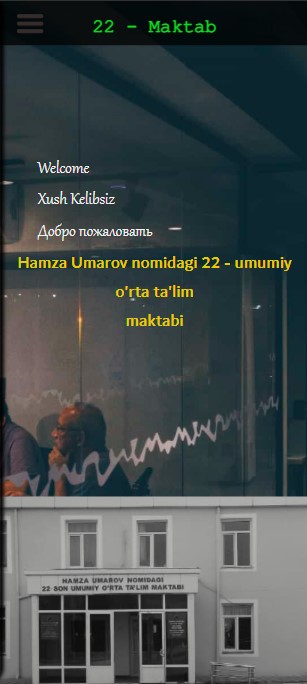 22 - Maktab
Welcome
Xush Kelibsiz
Добро пожаловать
Hamza Umarov nomidagi 22 - umumiy
o'rta ta'lim
maktabi
HAMZA UMAROV NOMIDAGI
22-SON UMUMIY O'RTA TA'LIM MAKTABI